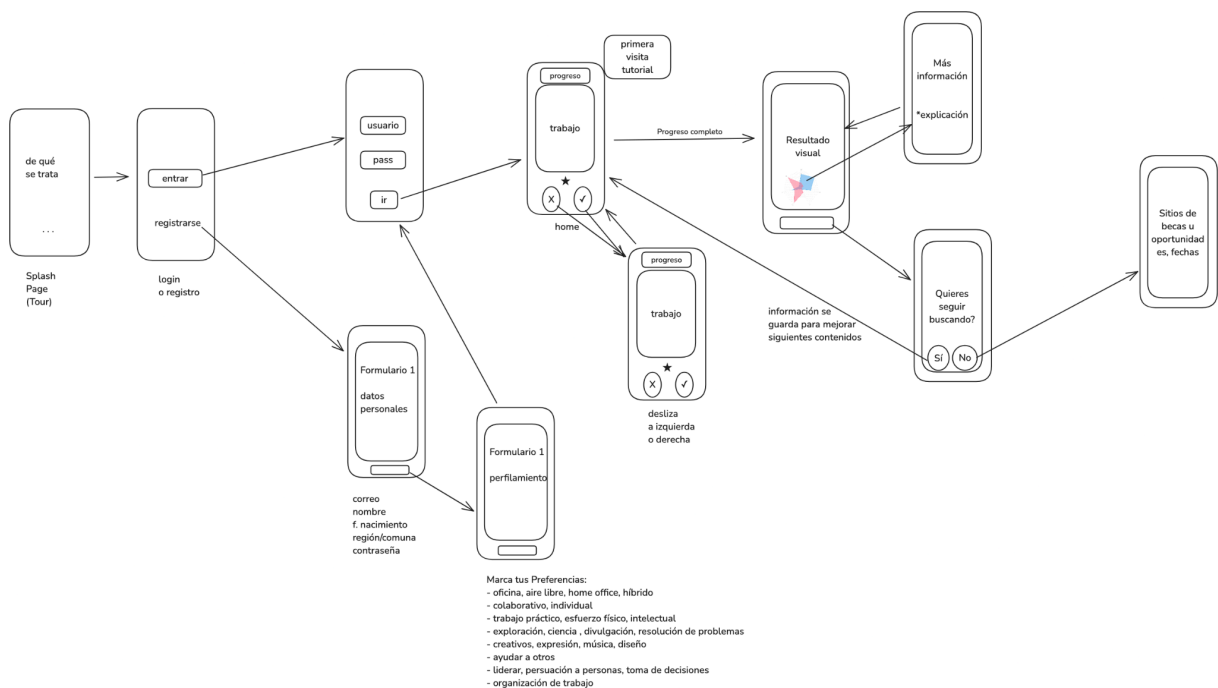 de qué
se trata
. . .
Splash
Page
(Tour)
entrar
registrarse
login
o registro
usuario
pass
ir
Formulario 1
datos
personales
correo
nombre
f. nacimiento
región/comuna
contraseña
Formulario 1
perfilamiento
Marca tus Preferencias:
- oficina, aire libre, home office, híbrido
- colaborativo, individual
- trabajo práctico, esfuerzo físico, intelectual
- exploración, ciencia , divulgación, resolución de problemas
- creativos, expresión, música, diseño
- ayudar a otros
- liderar, persuación a personas, toma de decisiones
- organización de trabajo
primera
visita
tutorial
progreso
trabajo
★
X ✓
home
progreso
trabajo
★
X ✓
desliza
a izquierda
o derecha
Progreso completo
Resultado
visual
Más
información
*explicación
información se
guarda para mejorar
siguientes contenidos
Quieres
seguir
buscando?
Sí No
Sitios de
becas u
oportunidad
es, fechas